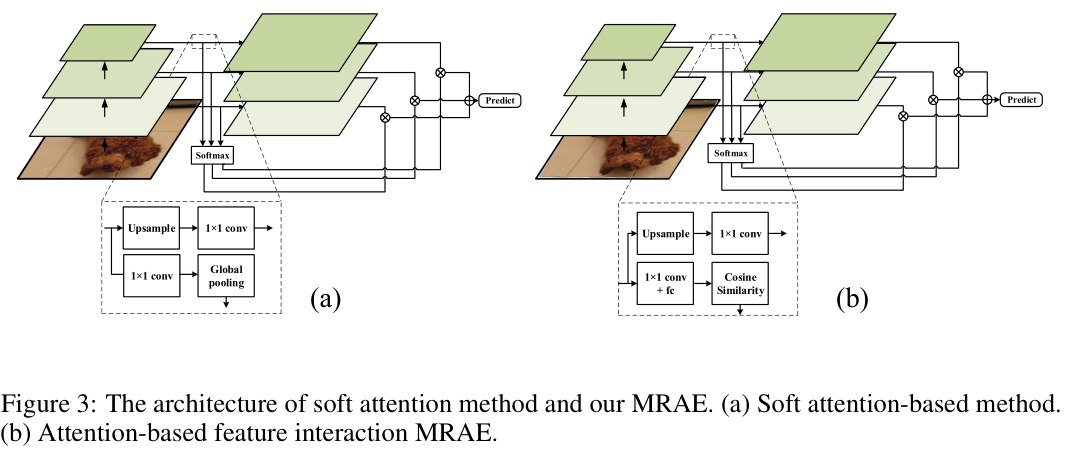 Predict
Softmax
Upsample
1×1 conv
1×1 conv
Global
pooling
(a)
Predict
Softmax
Upsample
1×1 conv
1×1 conv
+ fc
Cosine
Similarity
(b)
Figure 3: The architecture of soft attention method and our MRAE. (a) Soft attention-based method.
(b) Attention-based feature interaction MRAE.